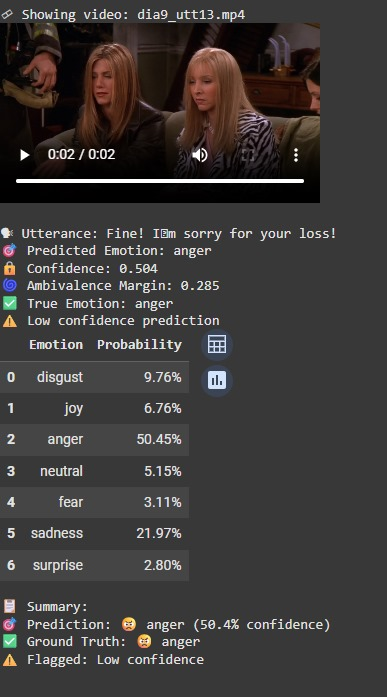 Showing video: dia9_utt13.mp4
0:02 / 0:02
Utterance: Fine! I�m sorry for your loss!
Predicted Emotion: anger
Confidence: 0.504
Ambivalence Margin: 0.285
True Emotion: anger
Low confidence prediction
Emotion Probability
0 disgust 9.76%
1 joy 6.76%
2 anger 50.45%
3 neutral 5.15%
4 fear 3.11%
5 sadness 21.97%
6 surprise 2.80%
Summary:
Prediction: 😡 anger (50.4% confidence)
Ground Truth: 😡 anger
Flagged: Low confidence